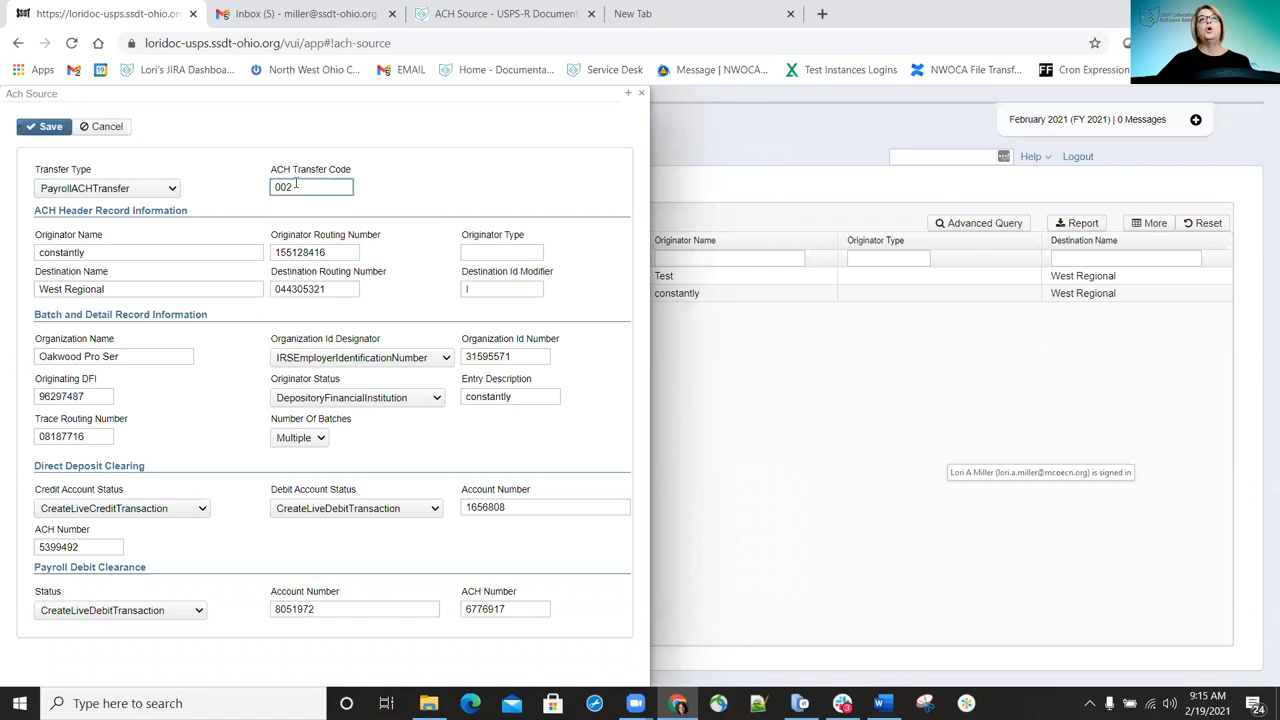 https://loridoc-usps.ssdt-ohio.org
Inbox (5) - miller@ssdt-ohio.org
ACH Source - USPS-R Document
New Tab
loridoc-usps.ssdt-ohio.org/vui/app#!ach-source
Apps
Lori's JIRA Dashboa...
North West Ohio C...
EMAIL
Home - Documenta...
Service Desk
Message | NWOCA...
Test Instances Logins
NWOCA File Transf...
FF Cron Expression
Ach Source
February 2021 (FY 2021) | 0 Messages
Save
Cancel
Help
Logout
Transfer Type
ACH Transfer Code
PayrollACHTransfer
002
ACH Header Record Information
Advanced Query
Report
More
Reset
Originator Name
Originator Routing Number
Originator Type
Originator Name
Originator Type
Destination Name
constantly
155128416
Destination Name
Destination Routing Number
Destination Id Modifier
Test
West Regional
West Regional
044305321
I
constantly
West Regional
Batch and Detail Record Information
Organization Name
Organization Id Designator
Organization Id Number
Oakwood Pro Ser
IRSEmployerIdentificationNumber
31595571
Originating DFI
Originator Status
Entry Description
96297487
DepositoryFinancialInstitution
constantly
Trace Routing Number
Number Of Batches
08187716
Multiple
Direct Deposit Clearing
Lori A Miller (lori.a.miller@mcoecn.org) is signed in
Credit Account Status
Debit Account Status
Account Number
CreateLiveCreditTransaction
CreateLiveDebitTransaction
1656808
ACH Number
5399492
Payroll Debit Clearance
Status
Account Number
ACH Number
CreateLiveDebitTransaction
8051972
6776917
Type here to search
9:15 AM
2/19/2021
24